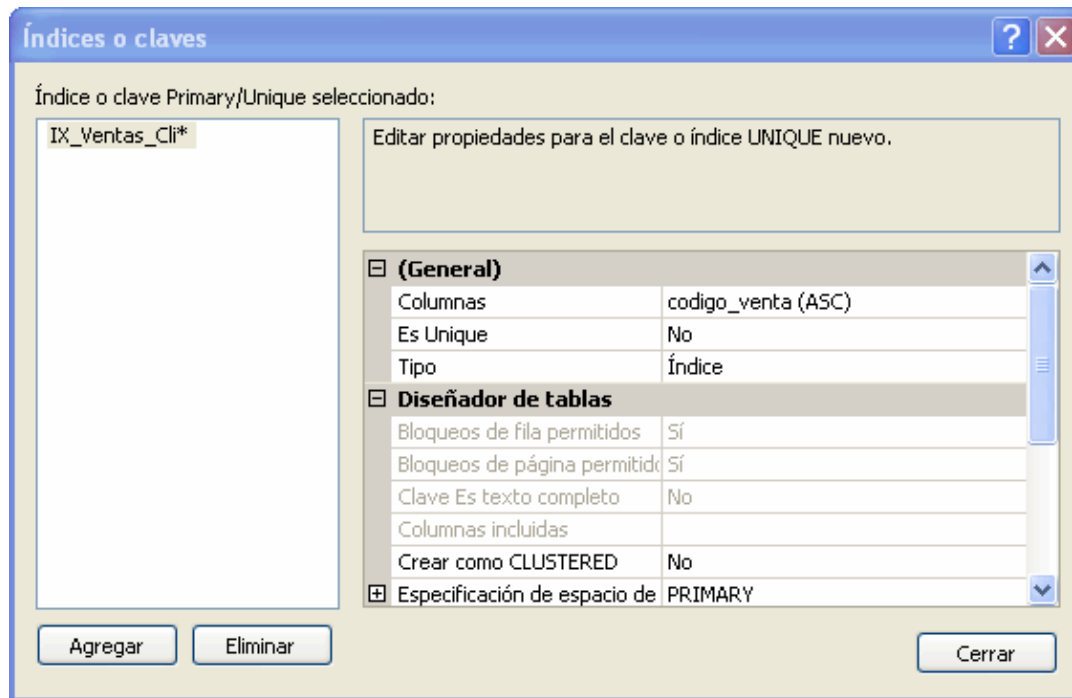 Índices o claves
Índice o clave Primary/Unique seleccionado:
IX_Ventas_Cli*
Editar propiedades para el clave o índice UNIQUE nuevo.
(General)
Columnas codigo_venta (ASC)
Es Unique No
Tipo Índice
Diseñador de tablas
Bloqueos de fila permitidos Sí
Bloqueos de página permitido Sí
Clave Es texto completo No
Columnas incluidas
Crear como CLUSTERED No
Especificación de espacio de PRIMARY
Agregar Eliminar Cerrar